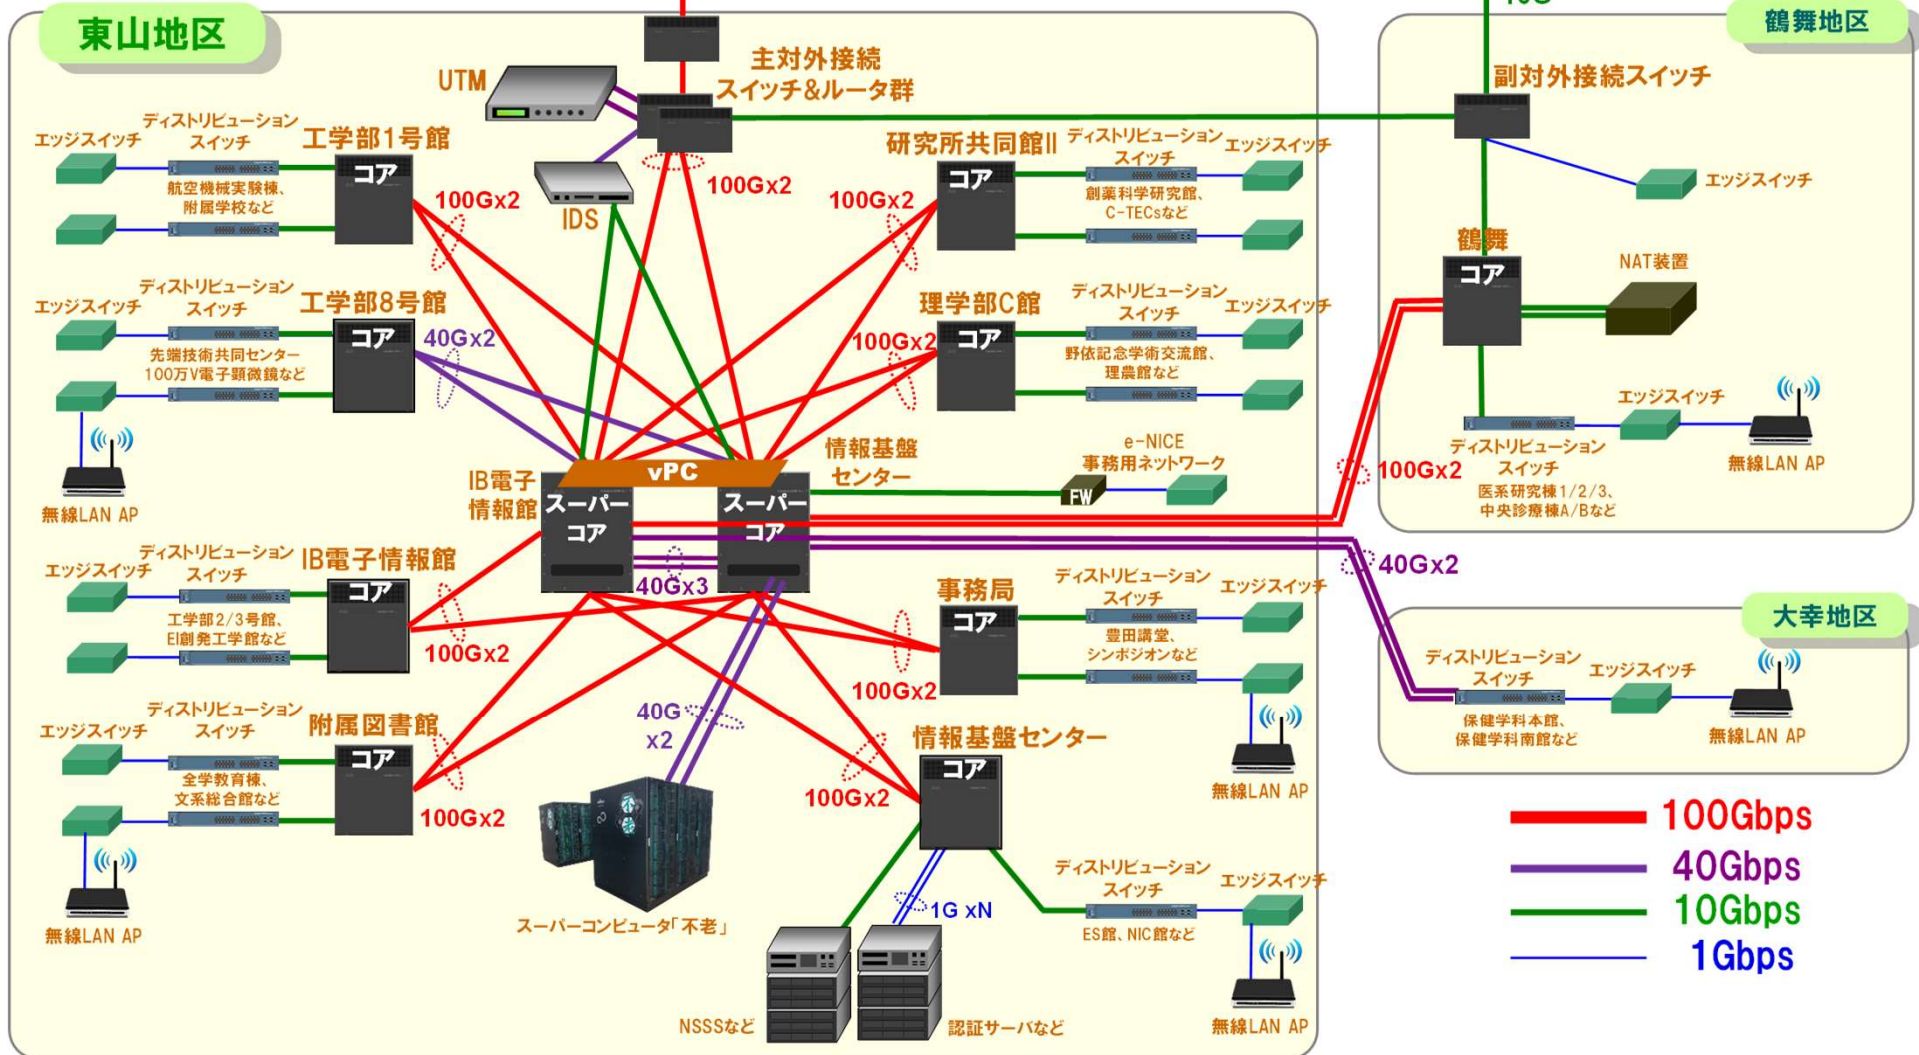 東山地区
10G
鶴舞地区
主対外接続
スイッチ&ルータ群
UTM
IDS
100Gx2
副対外接続スイッチ
エッジスイッチ
ディストリビューション
スイッチ
工学部1号館
コア
航空機械実験棟、
附属学校など
100Gx2
研究所共同館II
コア
ディストリビューション
スイッチ
エッジスイッチ
創薬科学研究館、
C-TECsなど
100Gx2
エッジスイッチ
鶴舞
コア
NAT装置
エッジスイッチ
ディストリビューション
スイッチ
工学部8号館
コア
先端技術共同センター
100万V電子顕微鏡など
40Gx2
無線LAN AP
理学部C館
コア
ディストリビューション
スイッチ
エッジスイッチ
野依記念学術交流館、
理農館など
100Gx2
エッジスイッチ
ディストリビューション
スイッチ
無線LAN AP
医系研究棟1/2/3、
中央診療棟A/Bなど
100Gx2
vPC
IB電子
情報館
スーパー
コア
スーパー
コア
情報基盤
センター
e-NICE
事務用ネットワーク
FW
40Gx3
40Gx2
エッジスイッチ
ディストリビューション
スイッチ
IB電子情報館
コア
工学部2/3号館、
EI創発工学館など
100Gx2
事務局
コア
ディストリビューション
スイッチ
エッジスイッチ
豊田講堂、
シンポジオンなど
100Gx2
無線LAN AP
大幸地区
ディストリビューション
スイッチ
エッジスイッチ
保健学科本館、
保健学科南館など
無線LAN AP
エッジスイッチ
ディストリビューション
スイッチ
附属図書館
コア
全学教育棟、
文系総合館など
100Gx2
無線LAN AP
40G
x2
スーパーコンピュータ「不老」
情報基盤センター
コア
100Gx2
1G xN
NSSSなど
認証サーバなど
ディストリビューション
スイッチ
エッジスイッチ
ES館、NIC館など
無線LAN AP
100Gbps
40Gbps
10Gbps
1Gbps